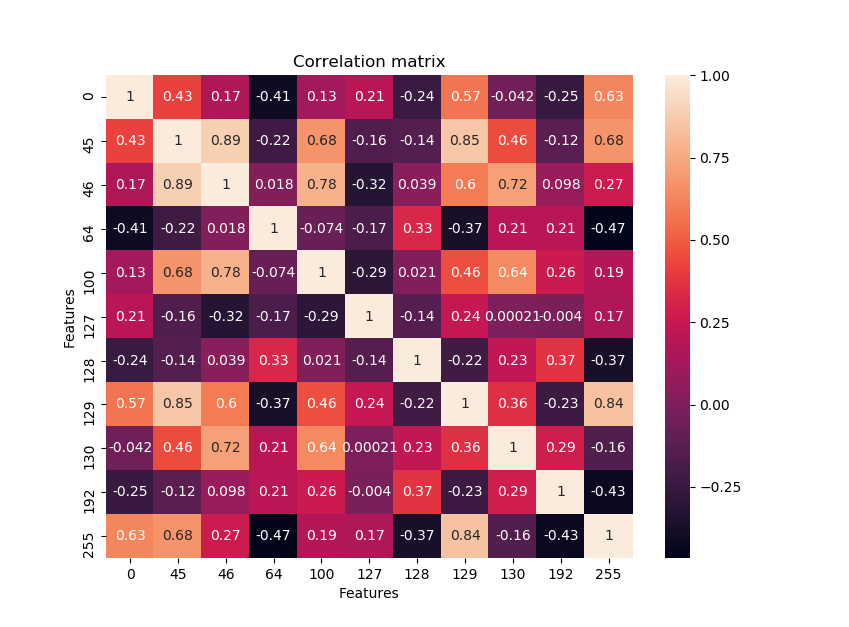 Correlation matrix
0 1 0.43 0.17 -0.41 0.13 0.21 -0.24 0.57 -0.042 -0.25 0.63
45 0.43 1 0.89 -0.22 0.68 -0.16 -0.14 0.85 0.46 -0.12 0.68
46 0.17 0.89 1 0.018 0.78 -0.32 0.039 0.6 0.72 0.098 0.27
64 -0.41 -0.22 0.018 1 -0.074 -0.17 0.33 -0.37 0.21 0.21 -0.47
100 0.13 0.68 0.78 -0.074 1 -0.29 0.021 0.46 0.64 0.26 0.19
127 0.21 -0.16 -0.32 -0.17 -0.29 1 -0.14 0.24 0.00021 -0.004 0.17
128 -0.24 -0.14 0.039 0.33 0.021 -0.14 1 -0.22 0.23 0.37 -0.37
129 0.57 0.85 0.6 -0.37 0.46 0.24 -0.22 1 0.36 -0.23 0.84
130 -0.042 0.46 0.72 0.21 0.64 0.00021 0.23 0.36 1 0.29 -0.16
192 -0.25 -0.12 0.098 0.21 0.26 -0.004 0.37 -0.23 0.29 1 -0.43
255 0.63 0.68 0.27 -0.47 0.19 0.17 -0.37 0.84 -0.16 -0.43 1
0 45 46 64 100 127 128 129 130 192 255
Features
Features
1.00
0.75
0.50
0.25
0.00
−0.25